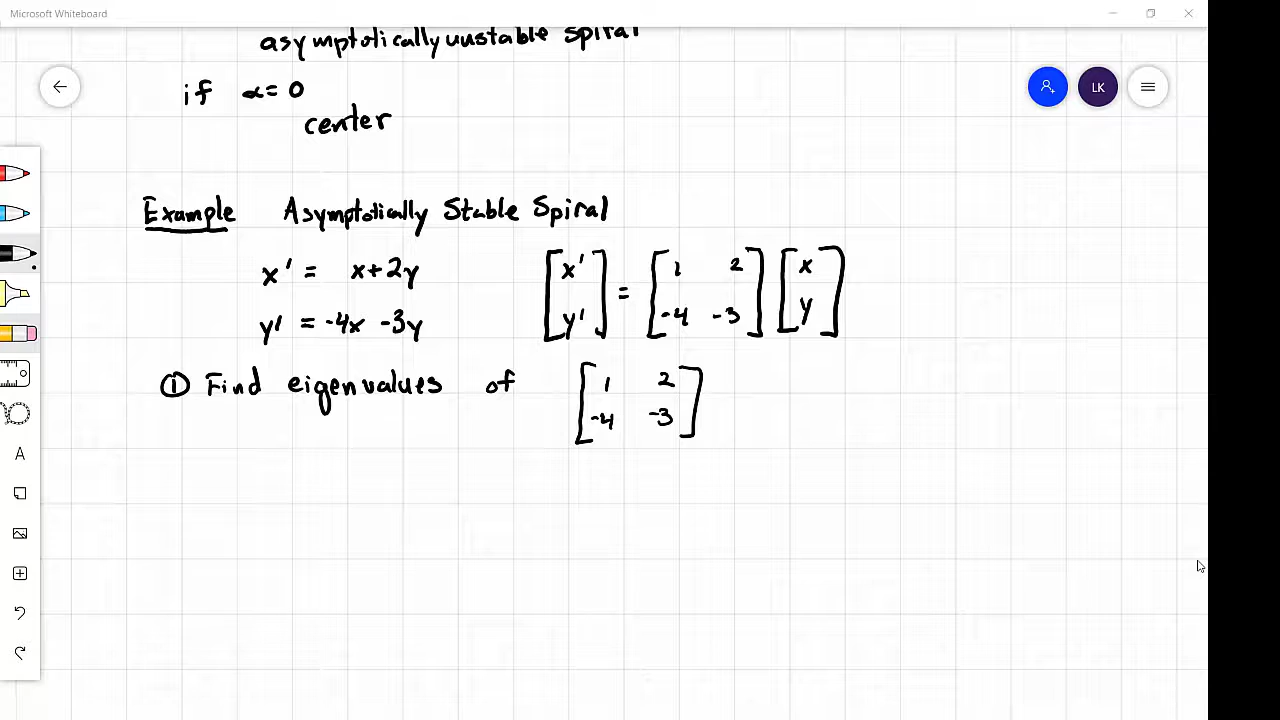 Microsoft Whiteboard
asymptotically unstable spiral
if α = 0
center
LK
Example Asymptotically Stable Spiral
x' = x+2y [x' y'] = [1 2 -4 -3] [x y]
y' = -4x -3y
① Find eigenvalues of [1 2 -4 -3]
A